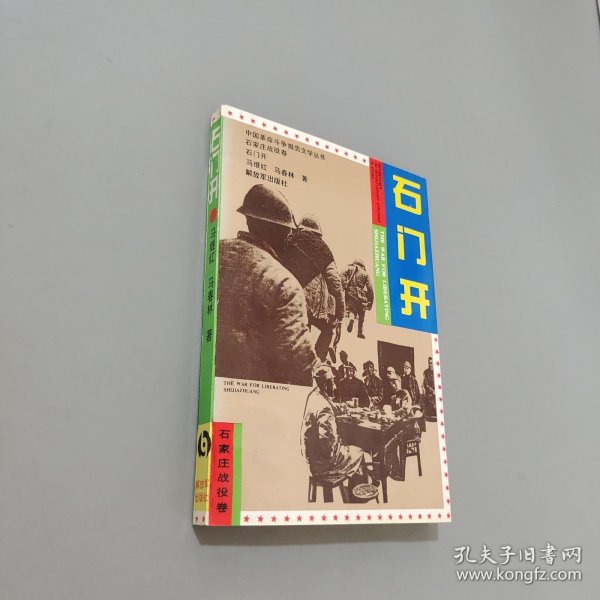 中国革命斗争报告文学丛书
石家庄战役卷
石门开
马继红 马春林 著
解放军出版社
石门开
THE WAR FOR LIBERATING
SHIJIAZHUANG
THE WAR FOR LIBERATING
SHIJIAZHUANG
石家庄战役卷
石门开
马继红 马春林 著
解放军
出版社
孔夫子旧书网
www.kongfz.com